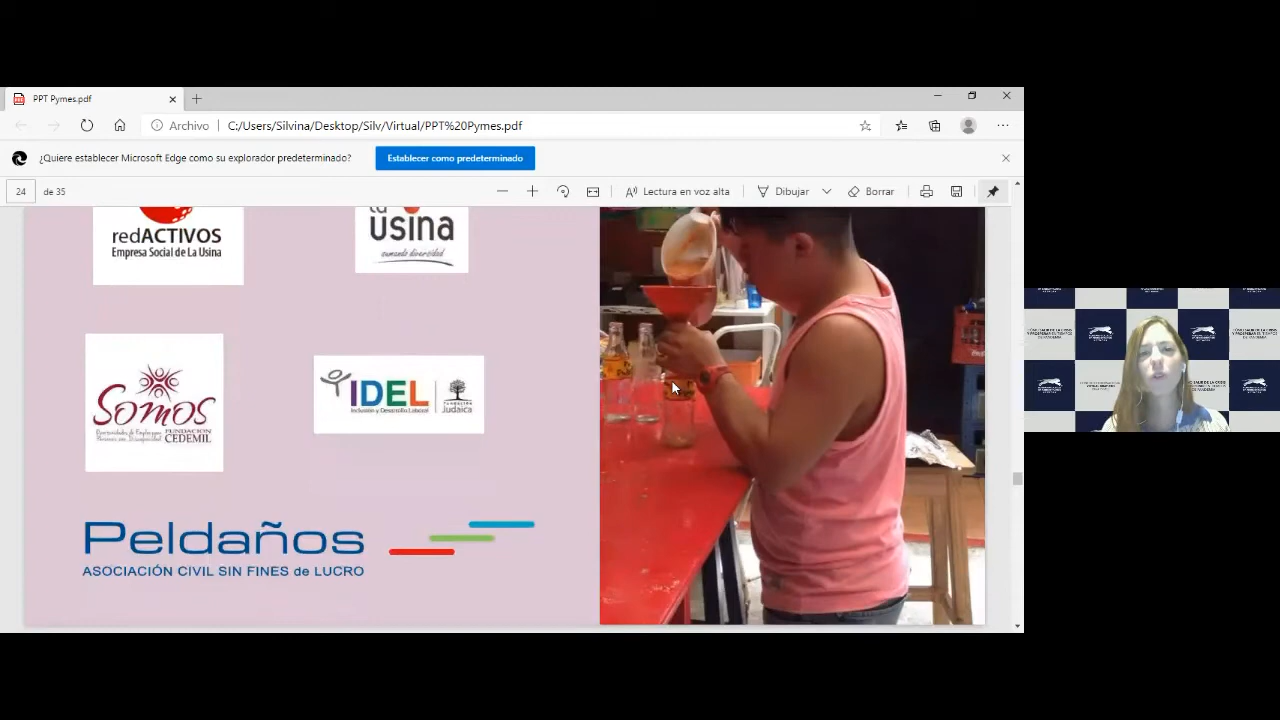 PPT Pymes.pdf
Archivo
C:/Users/Silvina/Desktop/Silv/Virtual/PPT%20Pymes.pdf
¿Quiere establecer Microsoft Edge como su explorador predeterminado?
Establecer como predeterminado
24 de 35
Lectura en voz alta
Dibujar
Borrar
redACTIVOS
Empresa Social de La Usina
la
usina
sumando diversidad
SOMOS
FUNDACIÓN
CEDEMIL
IDEL
Inclusión y Desarrollo Laboral
FUNDACIÓN
JUDAICA
Peldaños
ASOCIACIÓN CIVIL SIN FINES de LUCRO